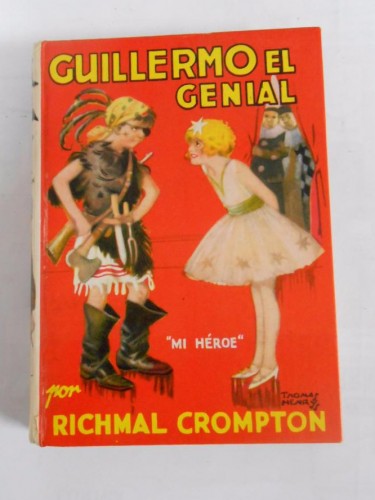 GUILLERMO EL
GENIAL
"MI HÉROE"
THOMAS
HENRY
por
RICHMAL CROMPTON